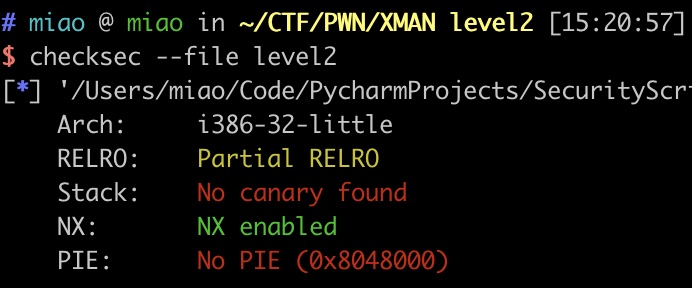 # miao @ miao in ~/CTF/PWN/XMAN level2 [15:20:57]
$ checksec --file level2
[*] '/Users/miao/Code/PycharmProjects/SecurityScr
Arch: i386-32-little
RELRO: Partial RELRO
Stack: No canary found
NX: NX enabled
PIE: No PIE (0x8048000)